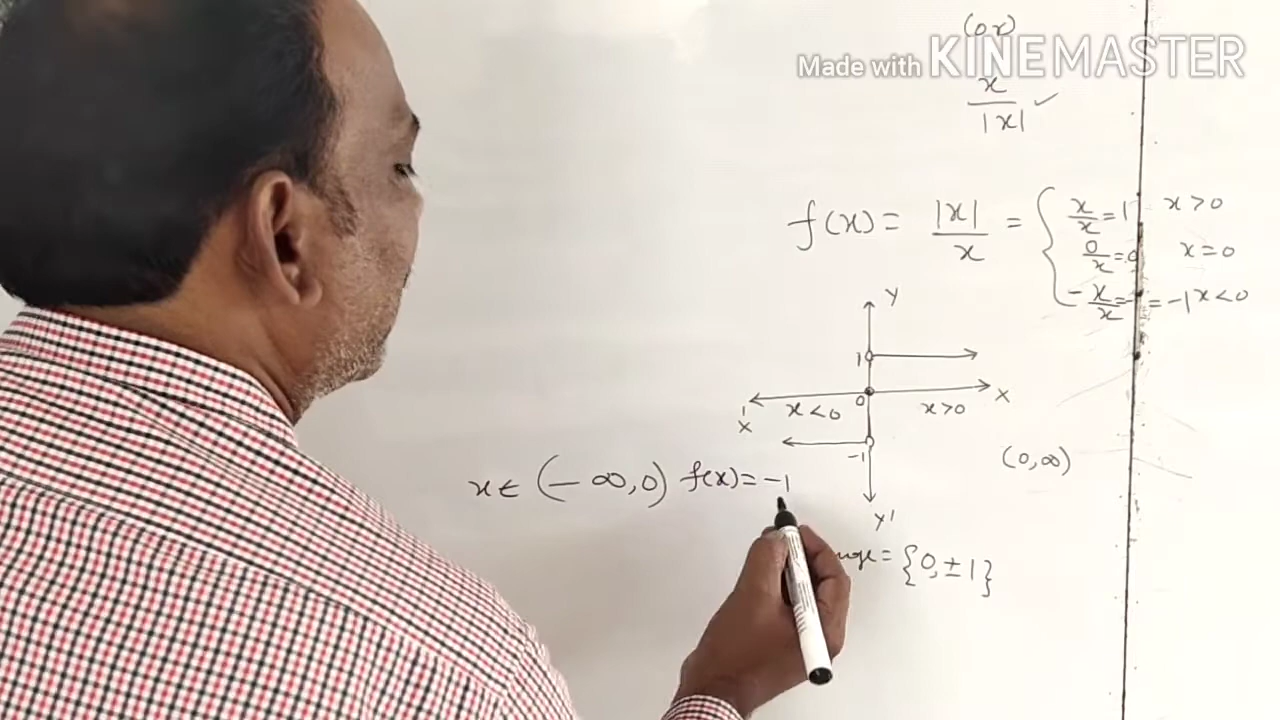 (or)
Made with KINEMASTER
x/|x| ✓
f(x) = |x|/x = { x/x = 1 x > 0
0/x = 0 x = 0
-x/x = -1 = -1 x < 0
Y
1
0
X' x < 0 x > 0 X
-1
(0, ∞)
x ∈ (-∞, 0) f(x) = -1
Y'
= {0, ±1}